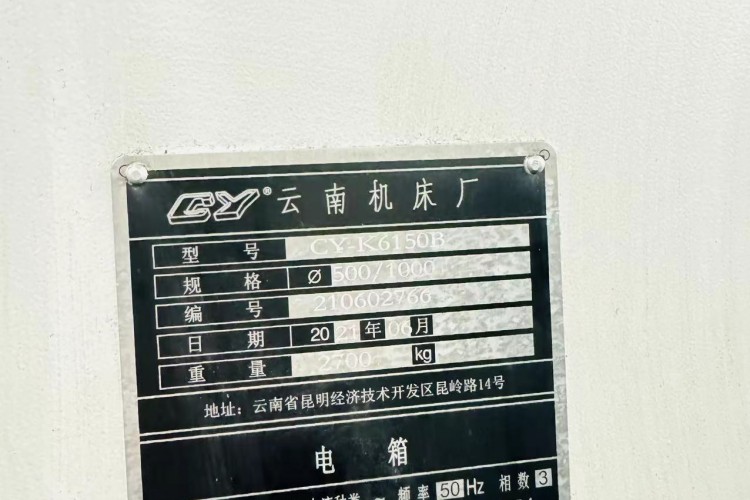 CY® 云南机床厂
型号 CY-K6150B
规格 Ø500/1000
编号 210602766
日期 2021年06月
重量 2700 kg
地址：云南省昆明经济技术开发区昆岭路14号
电箱
频率 50 Hz 相数 3